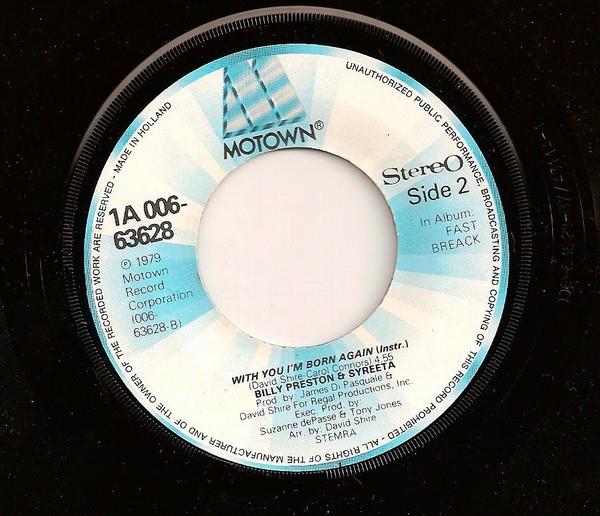 MOTOWN®
UNAUTHORIZED PUBLIC PERFORMANCE, BROADCASTING AND COPYING OF THIS RECORD PROHIBITED - ALL RIGHTS OF THE MANUFACTURER AND OF THE OWNER OF THE RECORDED WORK ARE RESERVED - MADE IN HOLLAND
1A 006-
63628
Stereo
Side 2
In Album:
FAST
BREACK
℗ 1979
Motown
Record
Corporation
(006-
63628-B)
WITH YOU I'M BORN AGAIN (Instr.)
(David Shire-Carol Connors) 4.55
BILLY PRESTON & SYREETA
Prod. by: James Di Pasquale &
David Shire For Regal Productions, Inc.
Exec. Prod. by:
Suzanne dePasse & Tony Jones
Arr. by: David Shire
STEMRA